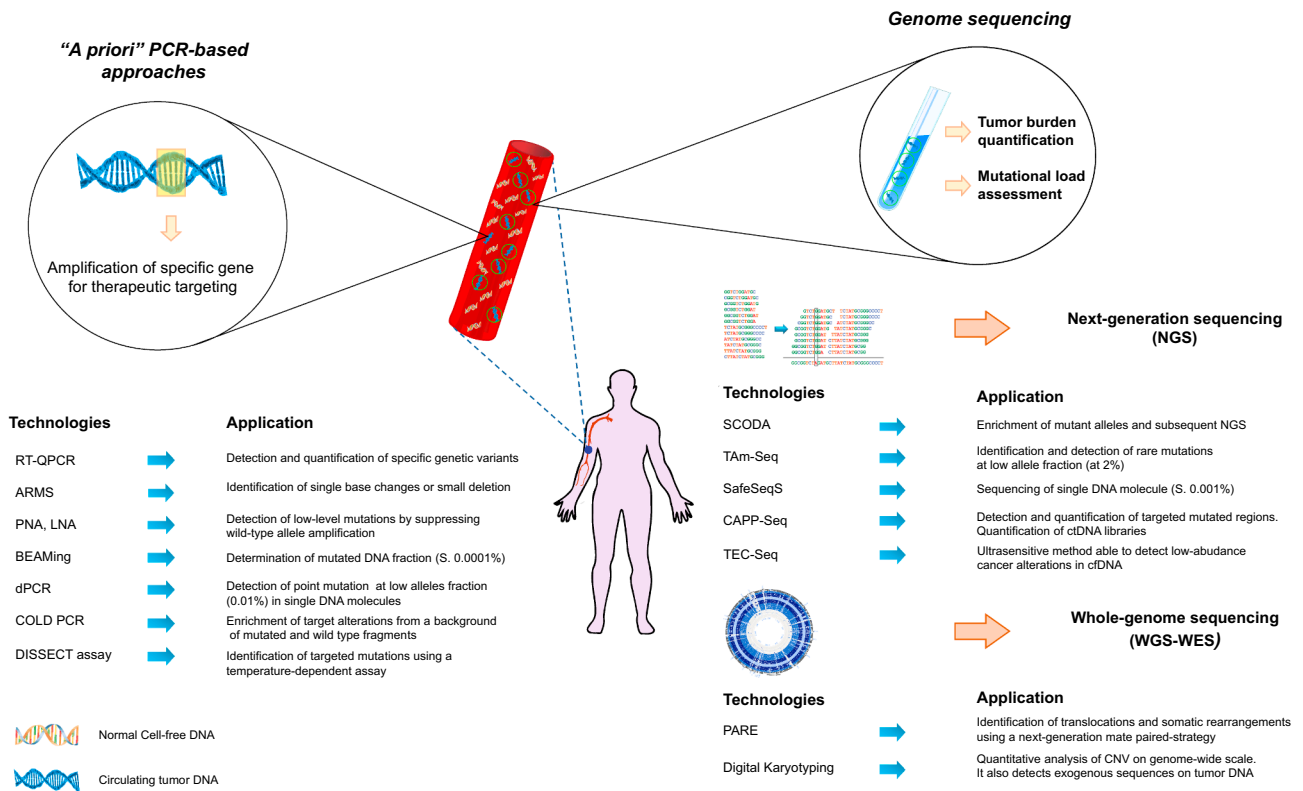 “A priori” PCR-based
approaches
Amplification of specific gene
for therapeutic targeting
Genome sequencing
Tumor burden
quantification
Mutational load
assessment
Next-generation sequencing
(NGS)
Technologies
Application
RT-QPCR
Detection and quantification of specific genetic variants
ARMS
Identification of single base changes or small deletion
PNA, LNA
Detection of low-level mutations by suppressing
wild-type allele amplification
BEAMing
Determination of mutated DNA fraction (S. 0.0001%)
dPCR
Detection of point mutation at low alleles fraction
(0.01%) in single DNA molecules
COLD PCR
Enrichment of target alterations from a background
of mutated and wild type fragments
DISSECT assay
Identification of targeted mutations using a
temperature-dependent assay
Normal Cell-free DNA
Circulating tumor DNA
Technologies
Application
SCODA
Enrichment of mutant alleles and subsequent NGS
TAm-Seq
Identification and detection of rare mutations
at low allele fraction (at 2%)
SafeSeqS
Sequencing of single DNA molecule (S. 0.001%)
CAPP-Seq
Detection and quantification of targeted mutated regions.
Quantification of ctDNA libraries
TEC-Seq
Ultrasensitive method able to detect low-abudance
cancer alterations in cfDNA
Whole-genome sequencing
(WGS-WES)
Technologies
Application
PARE
Identification of translocations and somatic rearrangements
using a next-generation mate paired-strategy
Digital Karyotyping
Quantitative analysis of CNV on genome-wide scale.
It also detects exogenous sequences on tumor DNA